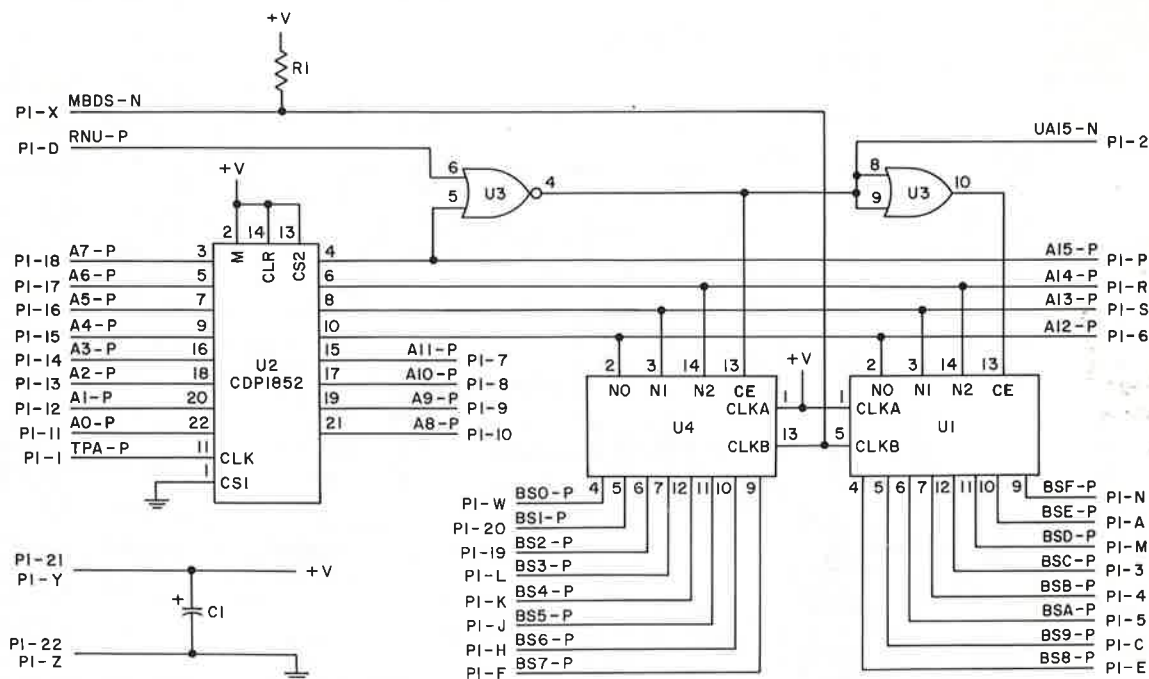 +V
R1
P1-X MBDS-N
P1-D RNU-P
UA15-N P1-2
6
5
U3
4
8
9
U3
10
+V
2 14 13
M CLR CS2
P1-18 A7-P 3
4 A15-P P1-P
P1-17 A6-P 5
6 A14-P P1-R
P1-16 A5-P 7
8 A13-P P1-S
P1-15 A4-P 9
10 A12-P P1-6
P1-14 A3-P 16
15 A11-P P1-7
P1-13 A2-P 18
17 A10-P P1-8
P1-12 A1-P 20
19 A9-P P1-9
P1-11 A0-P 22
21 A8-P P1-10
P1-1 TPA-P 11 CLK
1 CS1
U2
CDP1852
2 3 14 13
N0 N1 N2 CE
CLKA 1
U4
CLKB 13
+V
2 3 14 13
N0 N1 N2 CE
1 CLKA
U1
5 CLKB
4 5 6 7 12 11 10 9
P1-W BS0-P
P1-20 BS1-P
P1-19 BS2-P
P1-L BS3-P
P1-K BS4-P
P1-J BS5-P
P1-H BS6-P
P1-F BS7-P
4 5 6 7 12 11 10 9
BSF-P P1-N
BSE-P P1-A
BSD-P P1-M
BSC-P P1-3
BSB-P P1-4
BSA-P P1-5
BS9-P P1-C
BS8-P P1-E
P1-21
P1-Y
+V
+
C1
P1-22
P1-Z